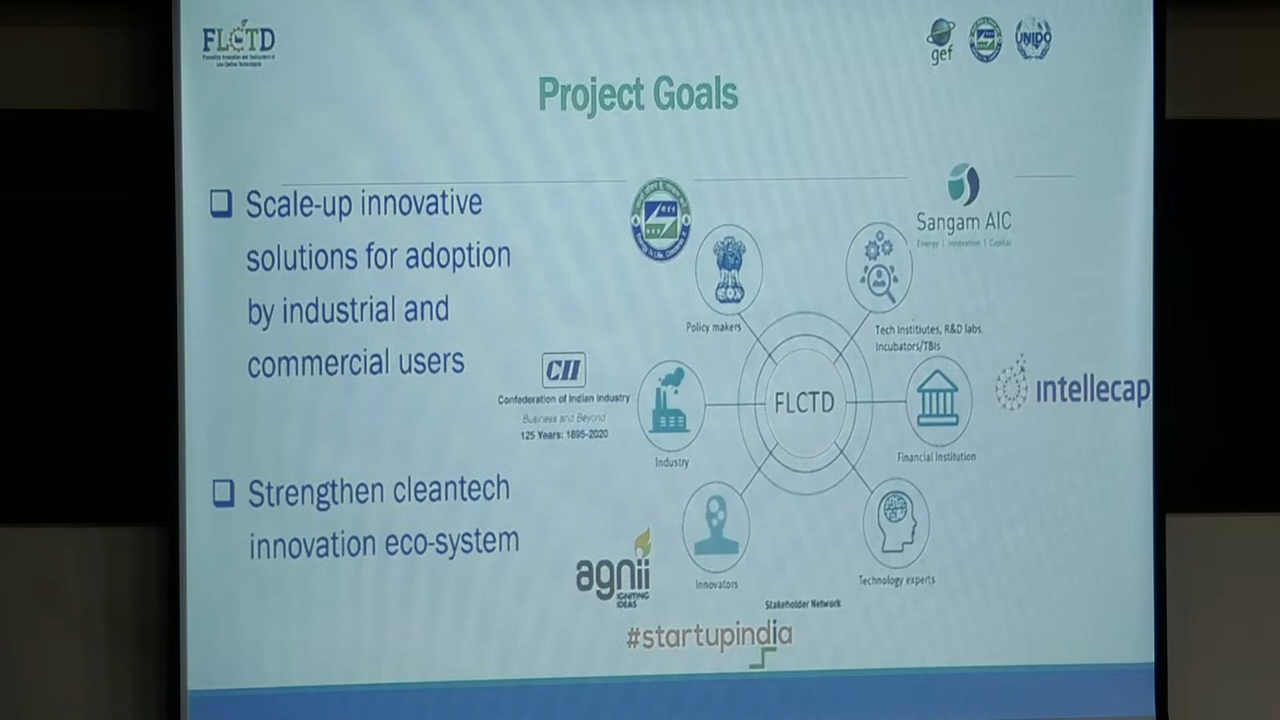 FLCTD
gef
UNIDO
Project Goals
Scale-up innovative
solutions for adoption
by industrial and
commercial users
Strengthen cleantech
innovation eco-system
Sangam AIC
Energy | Innovation | Capital
Policy makers
Tech Institiutes, R&D labs,
Incubators/TBIs
CII
Confederation of Indian Industry
Business and Beyond
125 Years: 1895-2020
FLCTD
intellecap
Industry
Financial Institution
agnii
IGNITING
IDEAS
Innovators
Technology experts
Stakeholder Network
#startupindia